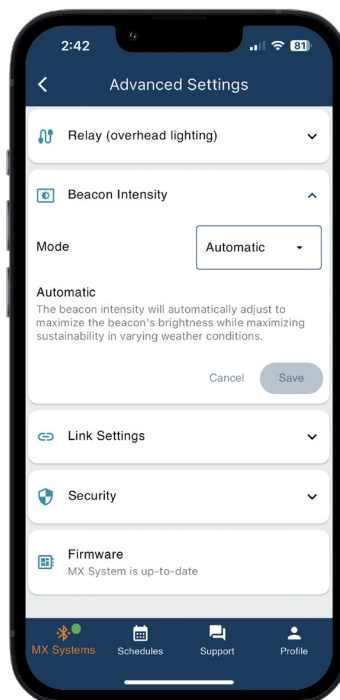 2:42
81
Advanced Settings
Relay (overhead lighting)
Beacon Intensity
Mode
Automatic
Automatic
The beacon intensity will automatically adjust to
maximize the beacon's brightness while maximizing
sustainability in varying weather conditions.
Cancel
Save
Link Settings
Security
Firmware
MX System is up-to-date
MX Systems
Schedules
Support
Profile